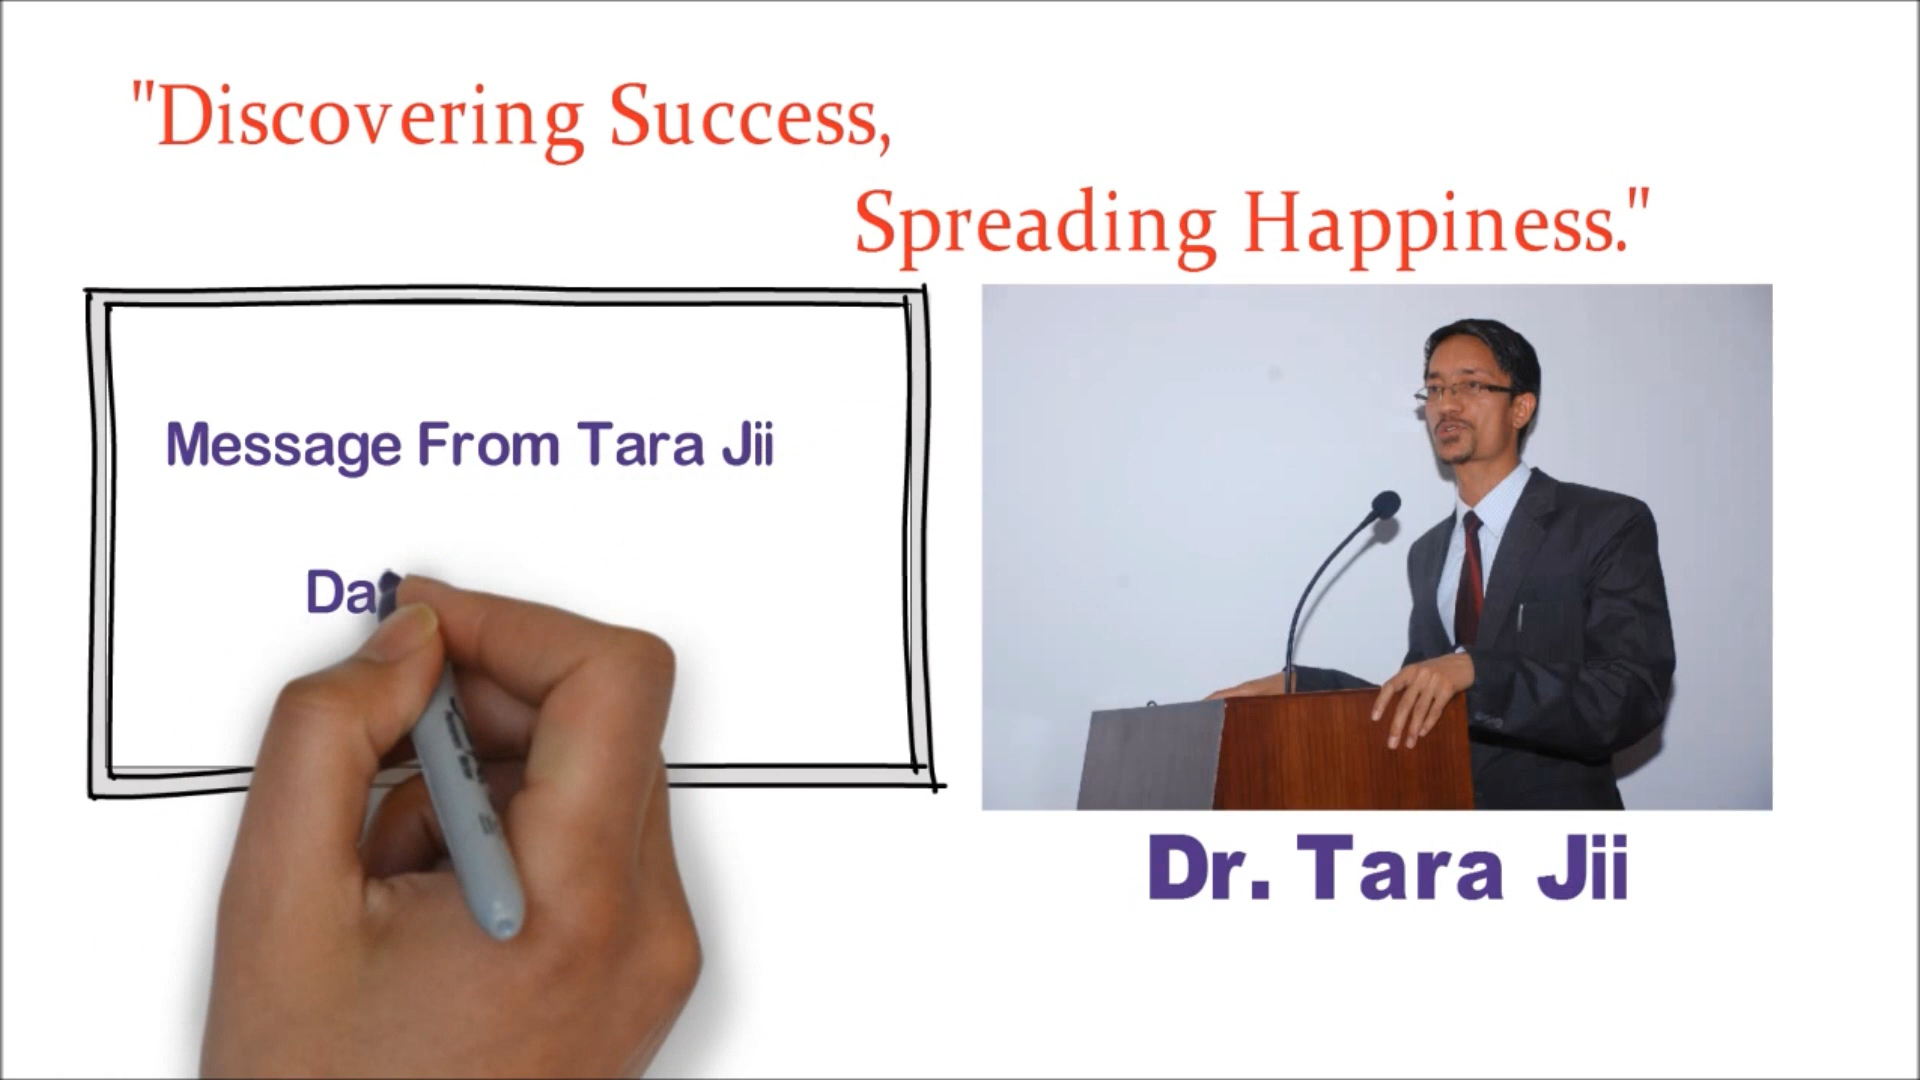 "Discovering Success,
Spreading Happiness."
Message From Tara Jii
Da
Dr. Tara Jii